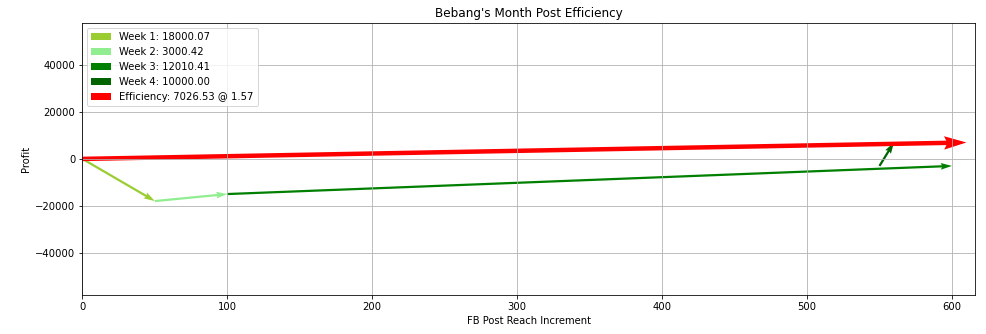 Bebang's Month Post Efficiency
Week 1: 18000.07
Week 2: 3000.42
Week 3: 12010.41
Week 4: 10000.00
Efficiency: 7026.53 @ 1.57
40000
20000
0
−20000
−40000
Profit
0 100 200 300 400 500 600
FB Post Reach Increment